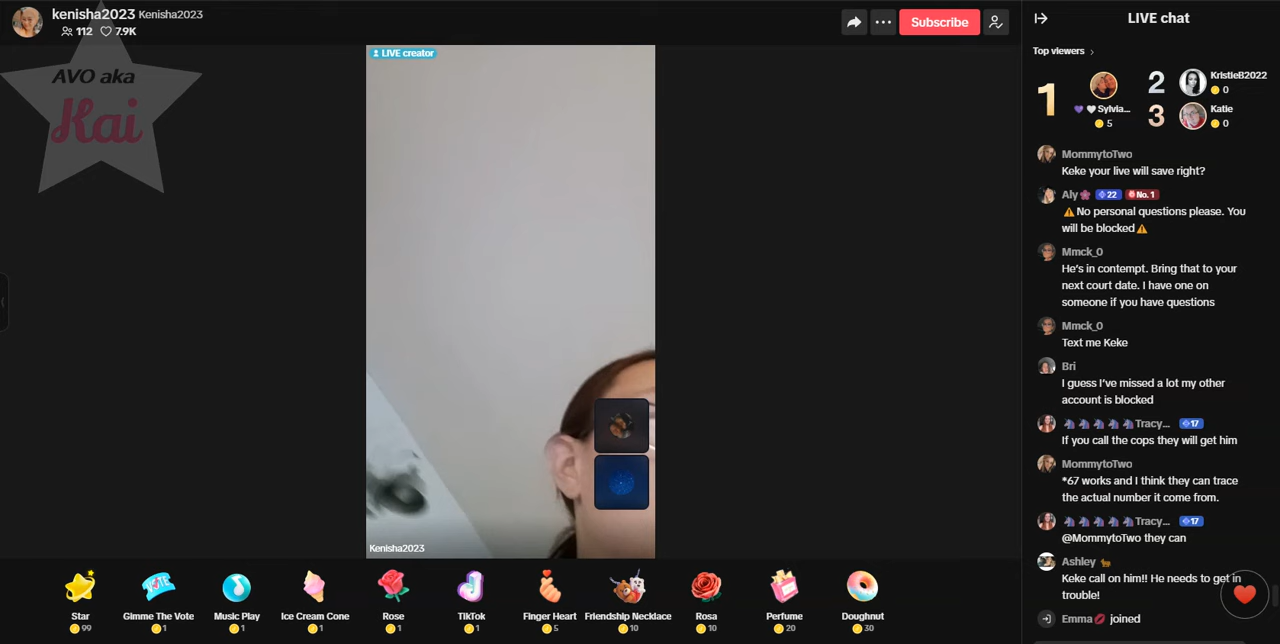 kenisha2023 Kenisha2023
112 7.9K
Subscribe
AVO aka
Kai
LIVE creator
Kenisha2023
LIVE chat
Top viewers
1
Sylvia...
5
2
KristieB2022
0
3
Katie
0
MommytoTwo
Keke your live will save right?
Aly 22 No. 1
No personal questions please. You
will be blocked
Mmck_0
He's in contempt. Bring that to your
next court date. I have one on
someone if you have questions
Mmck_0
Text me Keke
Bri
I guess I've missed a lot my other
account is blocked
Tracy... 17
If you call the cops they will get him
MommytoTwo
*67 works and I think they can trace
the actual number it come from.
Tracy... 17
@MommytoTwo they can
Ashley
Keke call on him!! He needs to get in
trouble!
Emma joined
VOTE
Star
99
Gimme The Vote
1
Music Play
1
Ice Cream Cone
1
Rose
1
TikTok
1
Finger Heart
5
Friendship Necklace
10
Rosa
10
Perfume
20
Doughnut
30